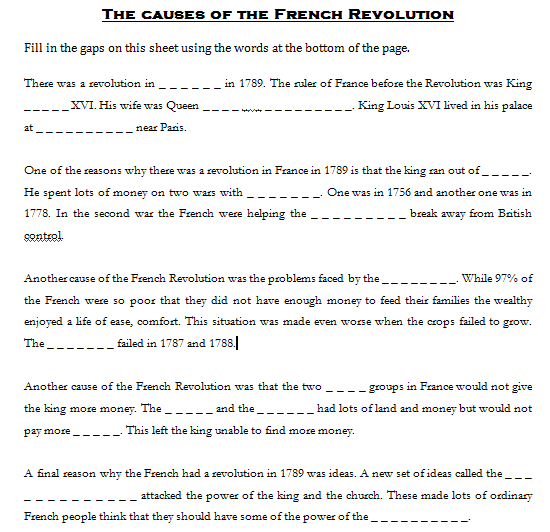 THE CAUSES OF THE FRENCH REVOLUTION
Fill in the gaps on this sheet using the words at the bottom of the page.
There was a revolution in _ _ _ _ _ _ in 1789. The ruler of France before the Revolution was King
_ _ _ _ _ XVI. His wife was Queen _ _ _ _ _ _ _ _ _ _ _ _ _ _ _. King Louis XVI lived in his palace
at _ _ _ _ _ _ _ _ _ _ near Paris.
One of the reasons why there was a revolution in France in 1789 is that the king ran out of _ _ _ _ _.
He spent lots of money on two wars with _ _ _ _ _ _ _. One was in 1756 and another one was in
1778. In the second war the French were helping the _ _ _ _ _ _ _ _ _ break away from British
control.
Another cause of the French Revolution was the problems faced by the _ _ _ _ _ _ _. While 97% of
the French were so poor that they did not have enough money to feed their families the wealthy
enjoyed a life of ease, comfort. This situation was made even worse when the crops failed to grow.
The _ _ _ _ _ _ _ failed in 1787 and 1788.
Another cause of the French Revolution was that the two _ _ _ _ groups in France would not give
the king more money. The _ _ _ _ _ and the _ _ _ _ _ _ had lots of land and money but would not
pay more _ _ _ _ _. This left the king unable to find more money.
A final reason why the French had a revolution in 1789 was ideas. A new set of ideas called the _ _ _
_ _ _ _ _ _ _ _ _ _ attacked the power of the king and the church. These made lots of ordinary
French people think that they should have some of the power of the _ _ _ _ _ _ _ _ _.